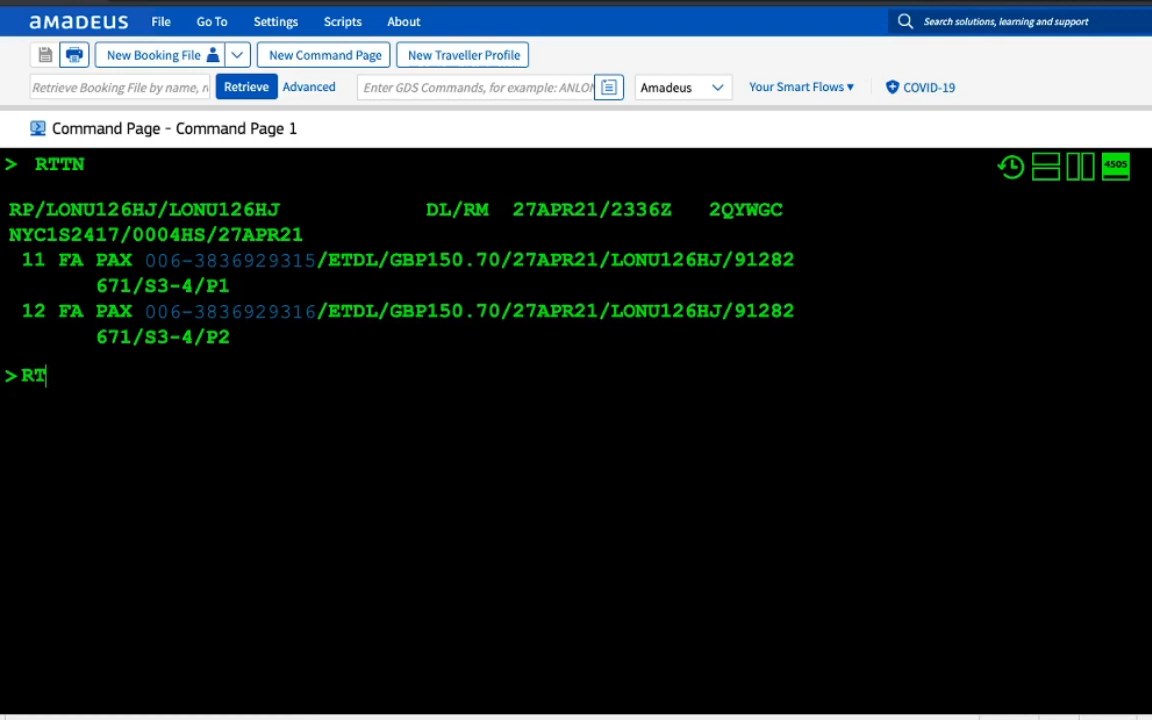 amadeus File Go To Settings Scripts About Search solutions, learning and support
New Booking File New Command Page New Traveller Profile
Retrieve Booking File by name, r Retrieve Advanced Enter GDS Commands, for example: ANLON Amadeus Your Smart Flows ▾ COVID-19
Command Page - Command Page 1
> RTTN
4505
RP/LONU126HJ/LONU126HJ DL/RM 27APR21/2336Z 2QYWGC
NYC1S2417/0004HS/27APR21
11 FA PAX 006-3836929315/ETDL/GBP150.70/27APR21/LONU126HJ/91282
671/S3-4/P1
12 FA PAX 006-3836929316/ETDL/GBP150.70/27APR21/LONU126HJ/91282
671/S3-4/P2
>RT